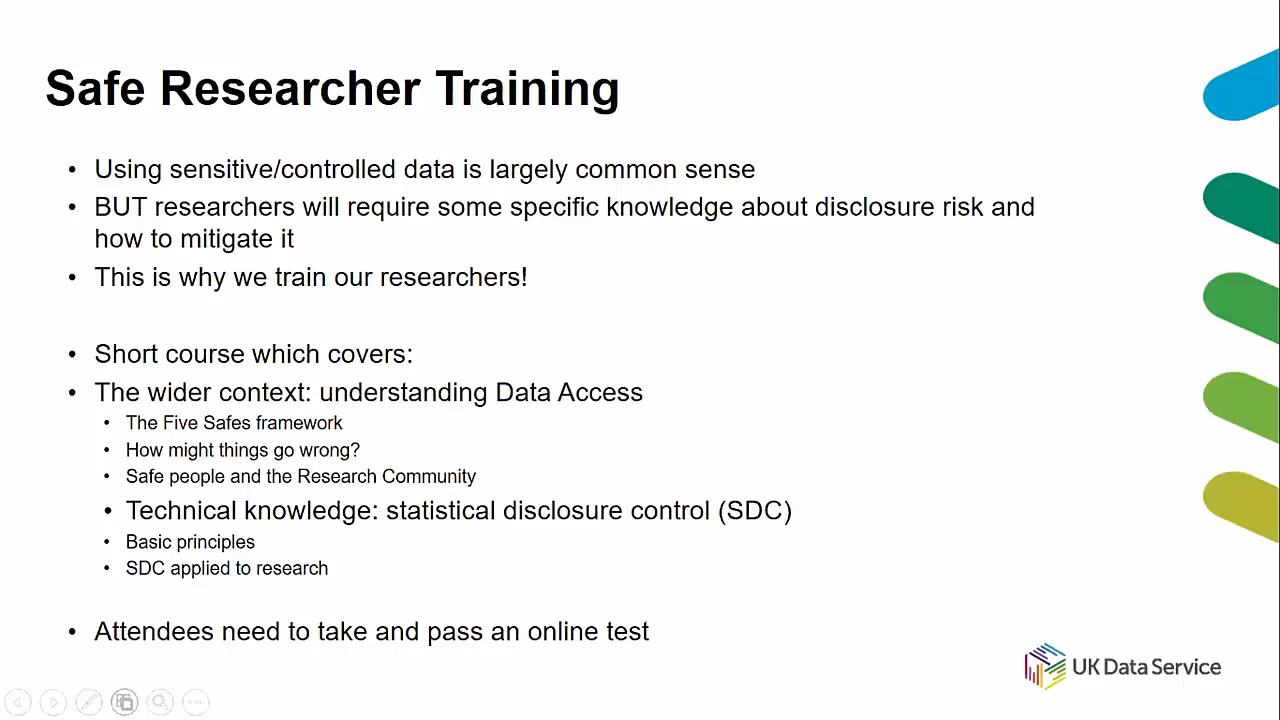 Safe Researcher Training
• Using sensitive/controlled data is largely common sense
• BUT researchers will require some specific knowledge about disclosure risk and
how to mitigate it
• This is why we train our researchers!
• Short course which covers:
• The wider context: understanding Data Access
• The Five Safes framework
• How might things go wrong?
• Safe people and the Research Community
• Technical knowledge: statistical disclosure control (SDC)
• Basic principles
• SDC applied to research
• Attendees need to take and pass an online test
UK Data Service